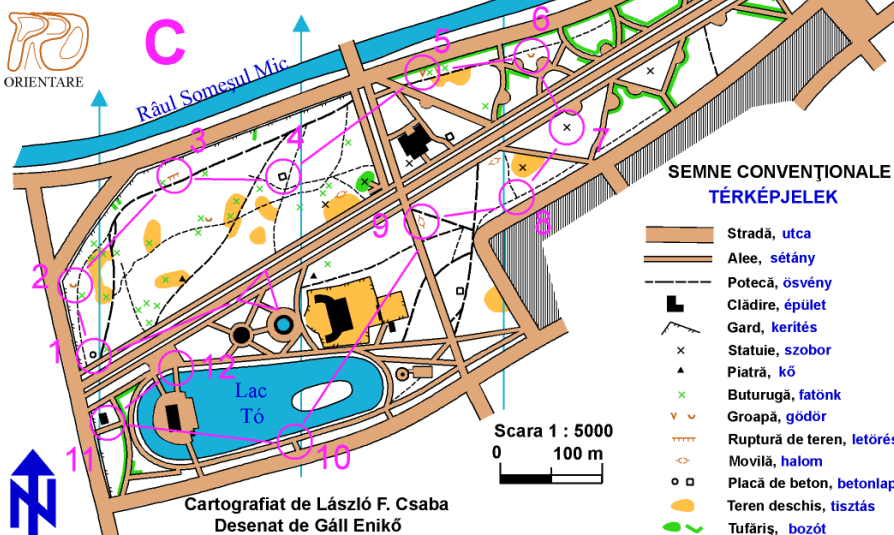 PRO
ORIENTARE
C
Râul Someşul Mic
1
2
3
4
5
6
7
8
9
10
11
12
Lac
Tó
N
Cartografiat de László F. Csaba
Desenat de Gáll Enikő
Scara 1 : 5000
0 100 m
SEMNE CONVENŢIONALE
TÉRKÉPJELEK
Stradă, utca
Alee, sétány
Potecă, ösvény
Clădire, épület
Gard, kerítés
Statuie, szobor
Piatră, kő
Buturugă, fatönk
Groapă, gödör
Ruptură de teren, letörés
Movilă, halom
Placă de beton, betonlap
Teren deschis, tisztás
Tufăriş, bozót